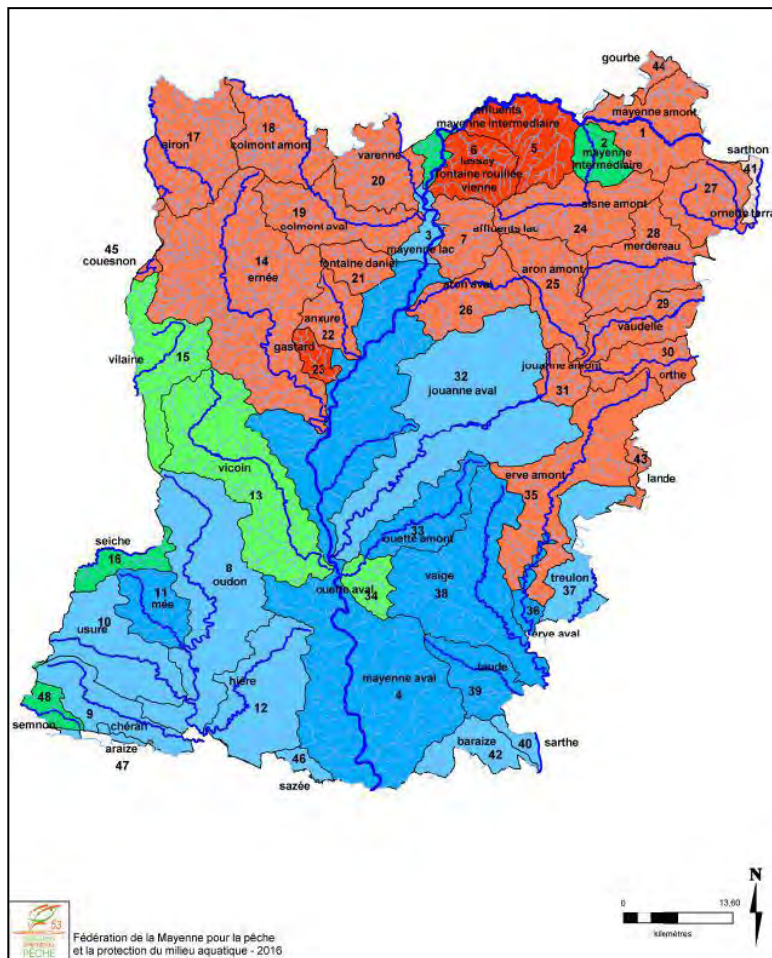 gourbe
44
mayenne amont
1
affluents
mayenne intermédiaire
17
airon
18
colmont amont
varenne
20
6
lassay
5
fontaine rouillée
vienne
2
mayenne
intermédiaire
sarthon
41
27
ornette
aisne amont
19
colmont aval
3
mayenne lac
7
affluents lac
24
28
merdereau
45
couesnon
14
ernée
fontaine daniel
21
aron amont
25
aron aval
26
29
vaudelle
anxure
22
gastard
23
30
orthe
vilaine
15
32
jouanne aval
jouanne amont
31
vicoin
13
erve amont
35
43
lande
seiche
16
8
oudon
33
ouette amont
11
mée
10
usure
ouette aval
34
vaige
38
treulon
37
36
erve aval
taude
39
hière
12
mayenne aval
4
48
semnon
9
chéran
araize
47
46
sazée
baraize
42
40
sarthe
N
0
13,60
kilomètres
53
PÊCHE
Fédération de la Mayenne pour la pêche
et la protection du milieu aquatique - 2016